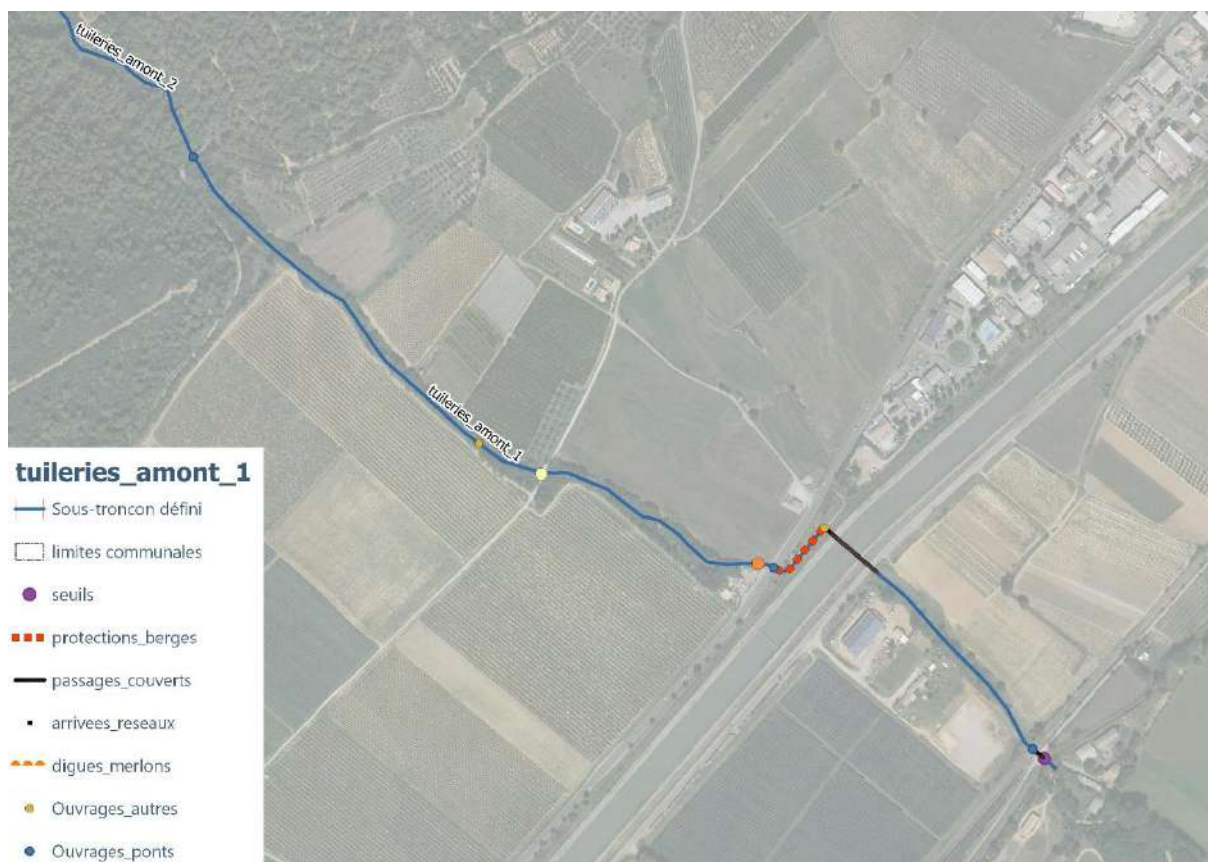 tuileries_amont_2
tuileries_amont_1
tuileries_amont_1
Sous-troncon défini
limites communales
seuils
protections_berges
passages_couverts
arrivees_reseaux
digues_merlons
Ouvrages_autres
Ouvrages_ponts